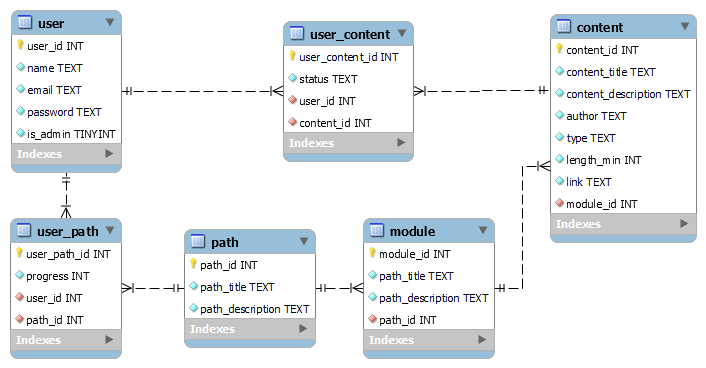 user
user_id INT
name TEXT
email TEXT
password TEXT
is_admin TINYINT
Indexes
user_content
user_content_id INT
status TEXT
user_id INT
content_id INT
Indexes
content
content_id INT
content_title TEXT
content_description TEXT
author TEXT
type TEXT
length_min INT
link TEXT
module_id INT
Indexes
user_path
user_path_id INT
progress INT
user_id INT
path_id INT
Indexes
path
path_id INT
path_title TEXT
path_description TEXT
Indexes
module
module_id INT
path_title TEXT
path_description TEXT
path_id INT
Indexes